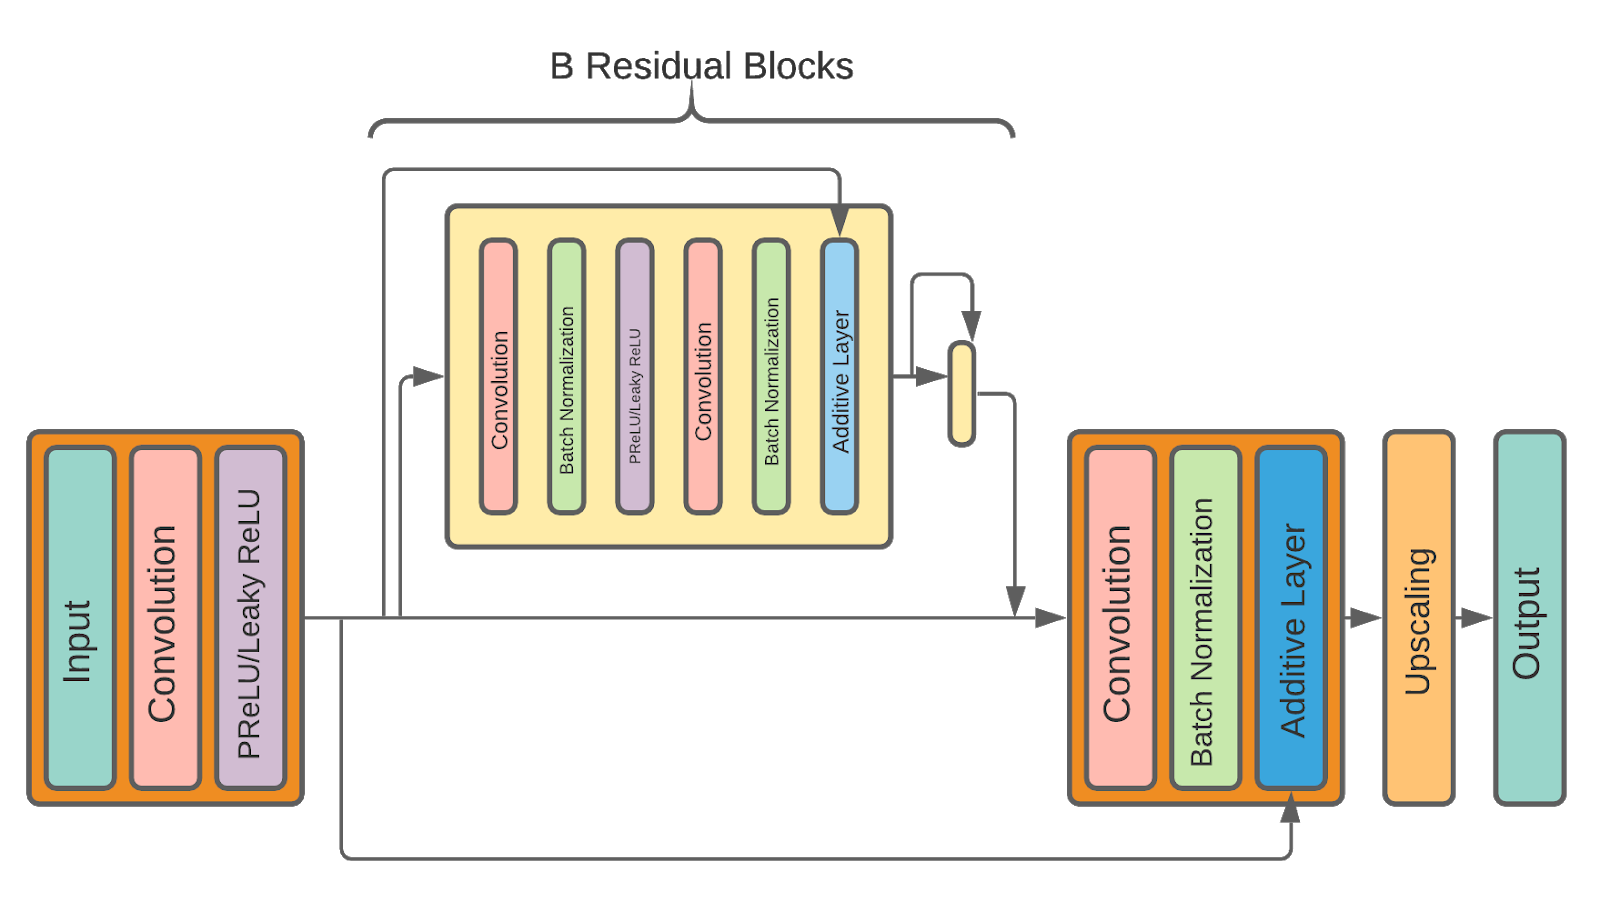 B Residual Blocks
Input
Convolution
PReLU/Leaky ReLU
Convolution
Batch Normalization
PReLU/Leaky ReLU
Convolution
Batch Normalization
Additive Layer
Convolution
Batch Normalization
Additive Layer
Upscaling
Output